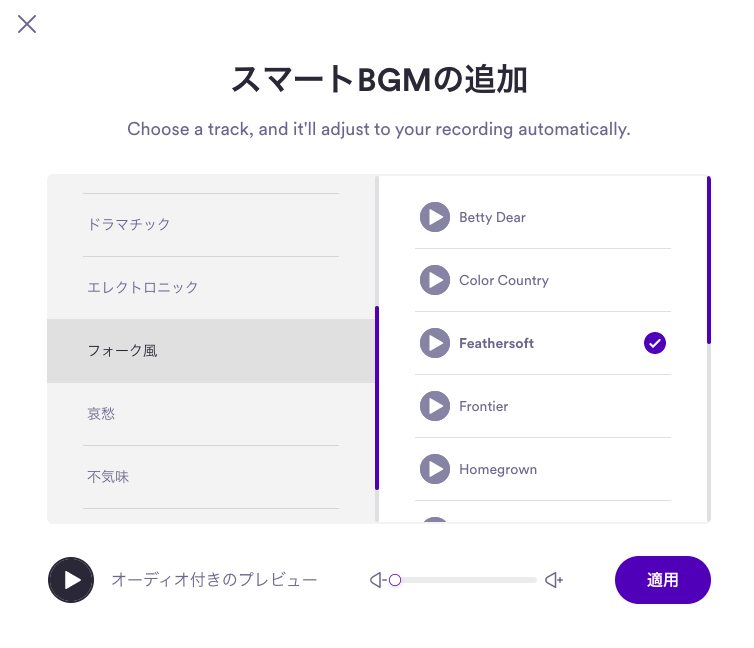 スマートBGMの追加
Choose a track, and it'll adjust to your recording automatically.
ドラマチック
エレクトロニック
フォーク風
哀愁
不気味
Betty Dear
Color Country
Feathersoft
Frontier
Homegrown
オーディオ付きのプレビュー
適用